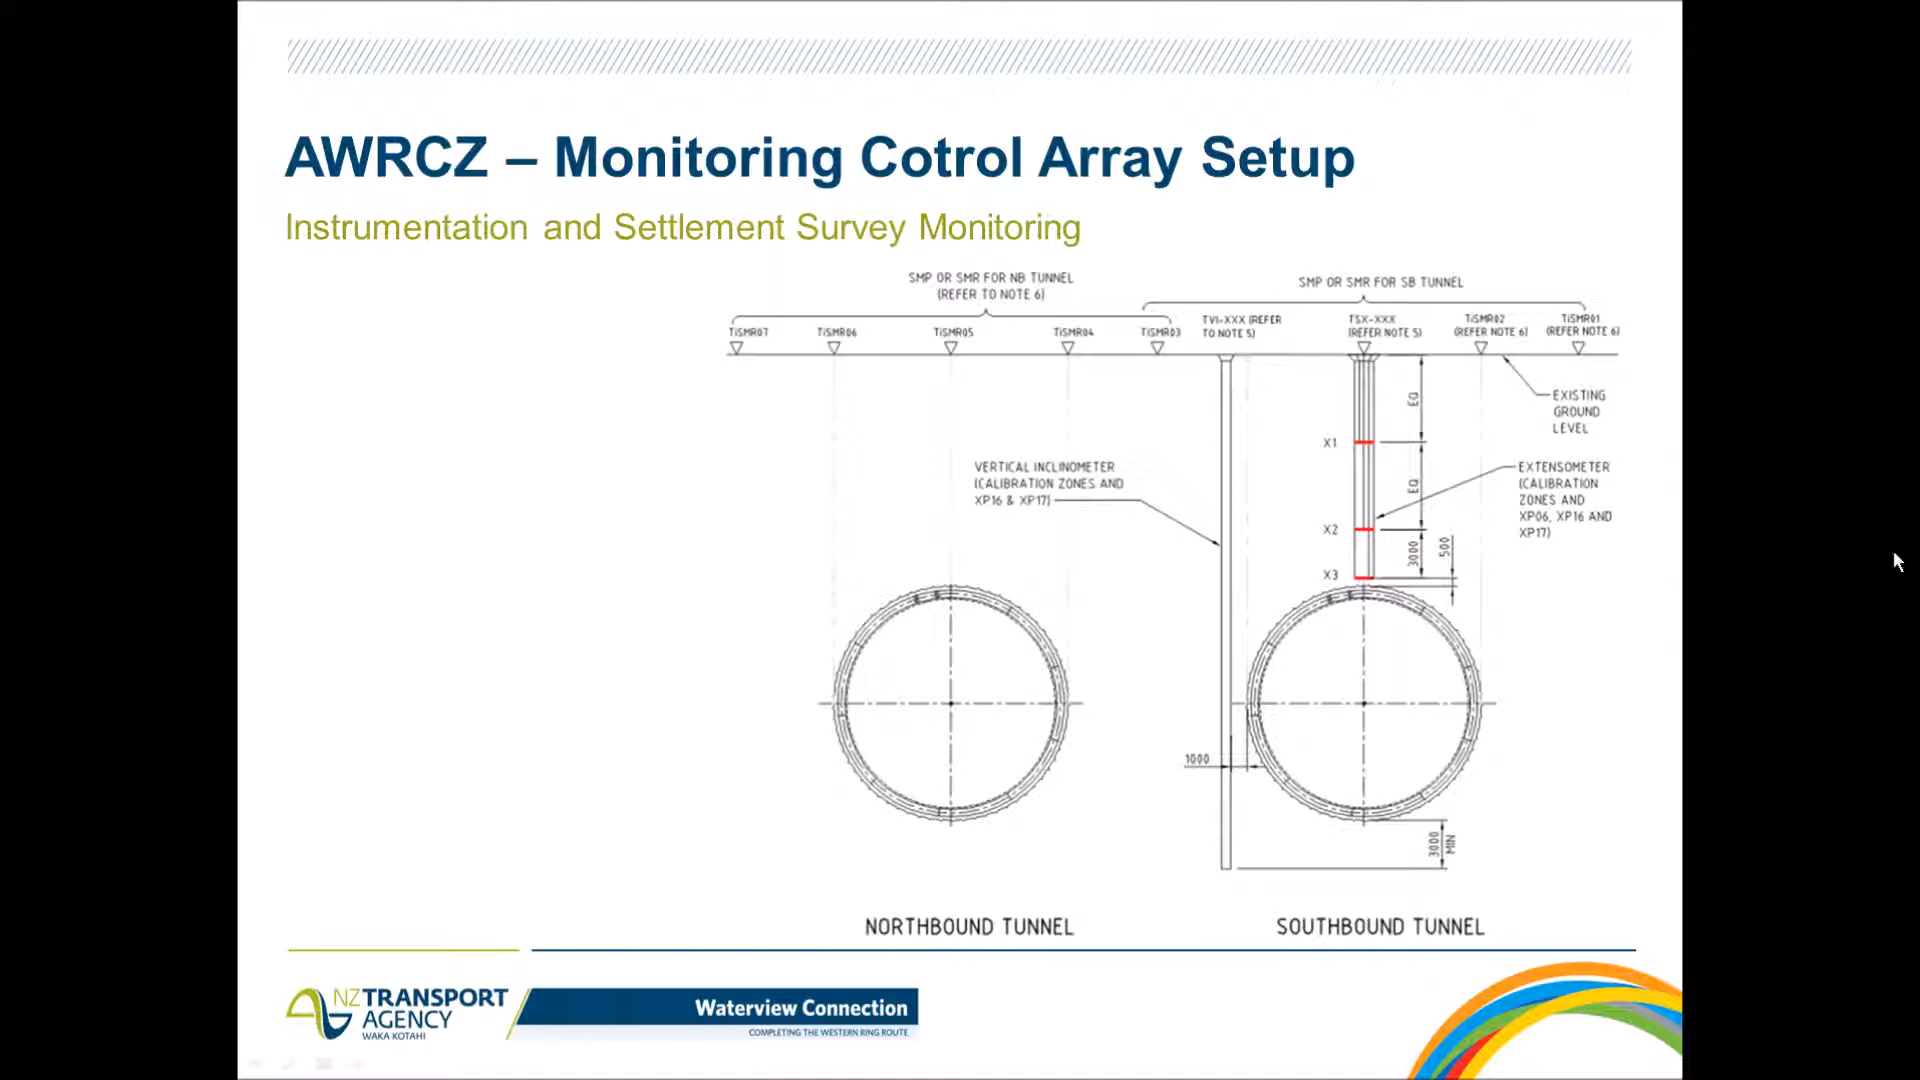 AWRCZ – Monitoring Cotrol Array Setup
Instrumentation and Settlement Survey Monitoring
SMP OR SMR FOR NB TUNNEL
(REFER TO NOTE 6)
SMP OR SMR FOR SB TUNNEL
TiSMR07
TiSMR06
TiSMR05
TiSMR04
TiSMR03
TVI-XXX (REFER
TO NOTE 5)
TSX-XXX
(REFER NOTE 5)
TiSMR02
(REFER NOTE 6)
TiSMR01
(REFER NOTE 6)
EQ
EXISTING
GROUND
LEVEL
X1
VERTICAL INCLINOMETER
(CALIBRATION ZONES AND
XP16 & XP17)
EQ
EXTENSOMETER
(CALIBRATION
ZONES AND
XP06, XP16 AND
XP17)
X2
3000
500
X3
1000
3000
MIN
NORTHBOUND TUNNEL
SOUTHBOUND TUNNEL
NZTRANSPORT
AGENCY
WAKA KOTAHI
Waterview Connection
COMPLETING THE WESTERN RING ROUTE